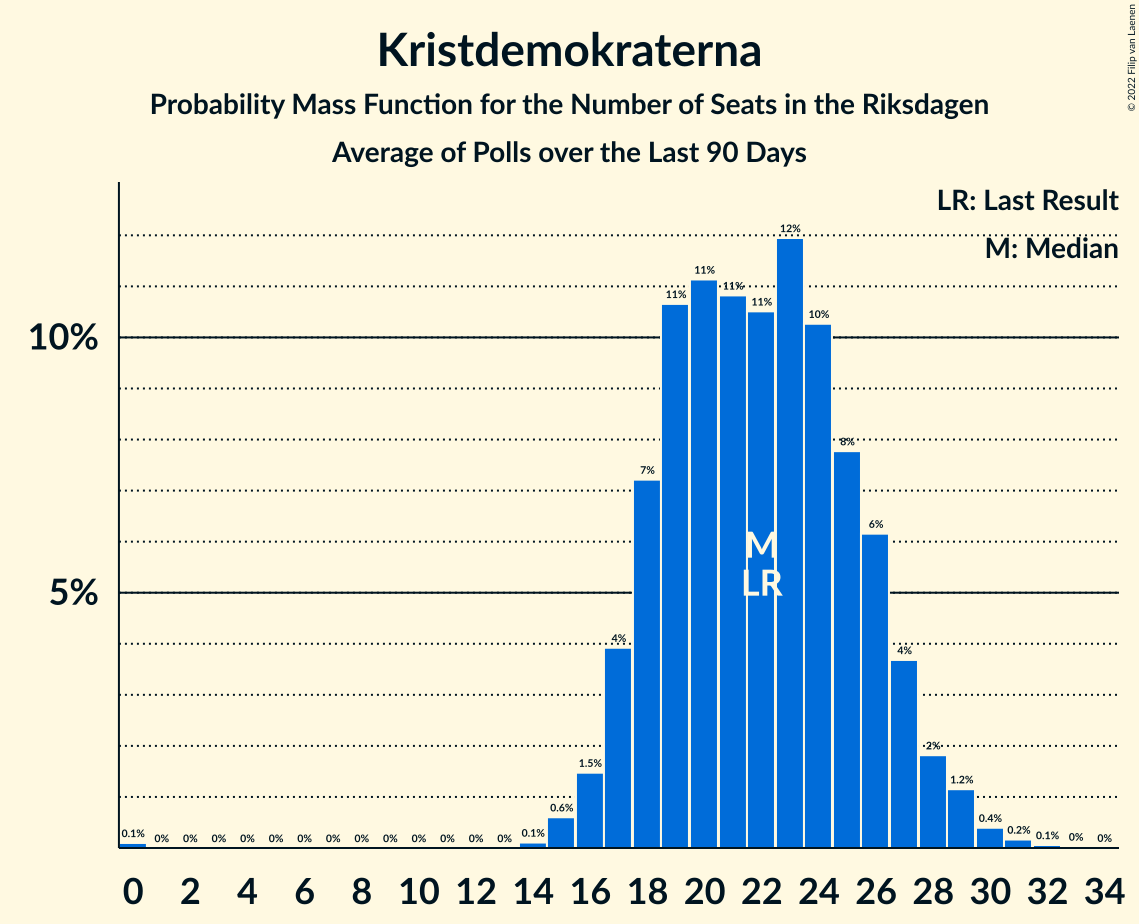 © 2022 Filip van Laenen
Kristdemokraterna
Probability Mass Function for the Number of Seats in the Riksdagen
Average of Polls over the Last 90 Days
LR: Last Result
M: Median
10%
5%
0.1% 0% 0% 0% 0% 0% 0% 0% 0% 0% 0% 0% 0% 0% 0.1% 0.6% 1.5% 4% 7% 11% 11% 11% 11% 12% 10% 8% 6% 4% 2% 1.2% 0.4% 0.2% 0.1% 0% 0%
M
LR
0 2 4 6 8 10 12 14 16 18 20 22 24 26 28 30 32 34